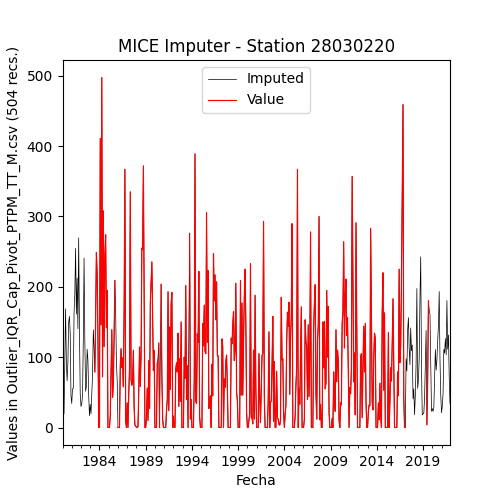 MICE Imputer - Station 28030220
Imputed
Value
Values in Outlier_IQR_Cap_Pivot_PTPM_TT_M.csv (504 recs.)
500
400
300
200
100
0
1984 1989 1994 1999 2004 2009 2014 2019
Fecha